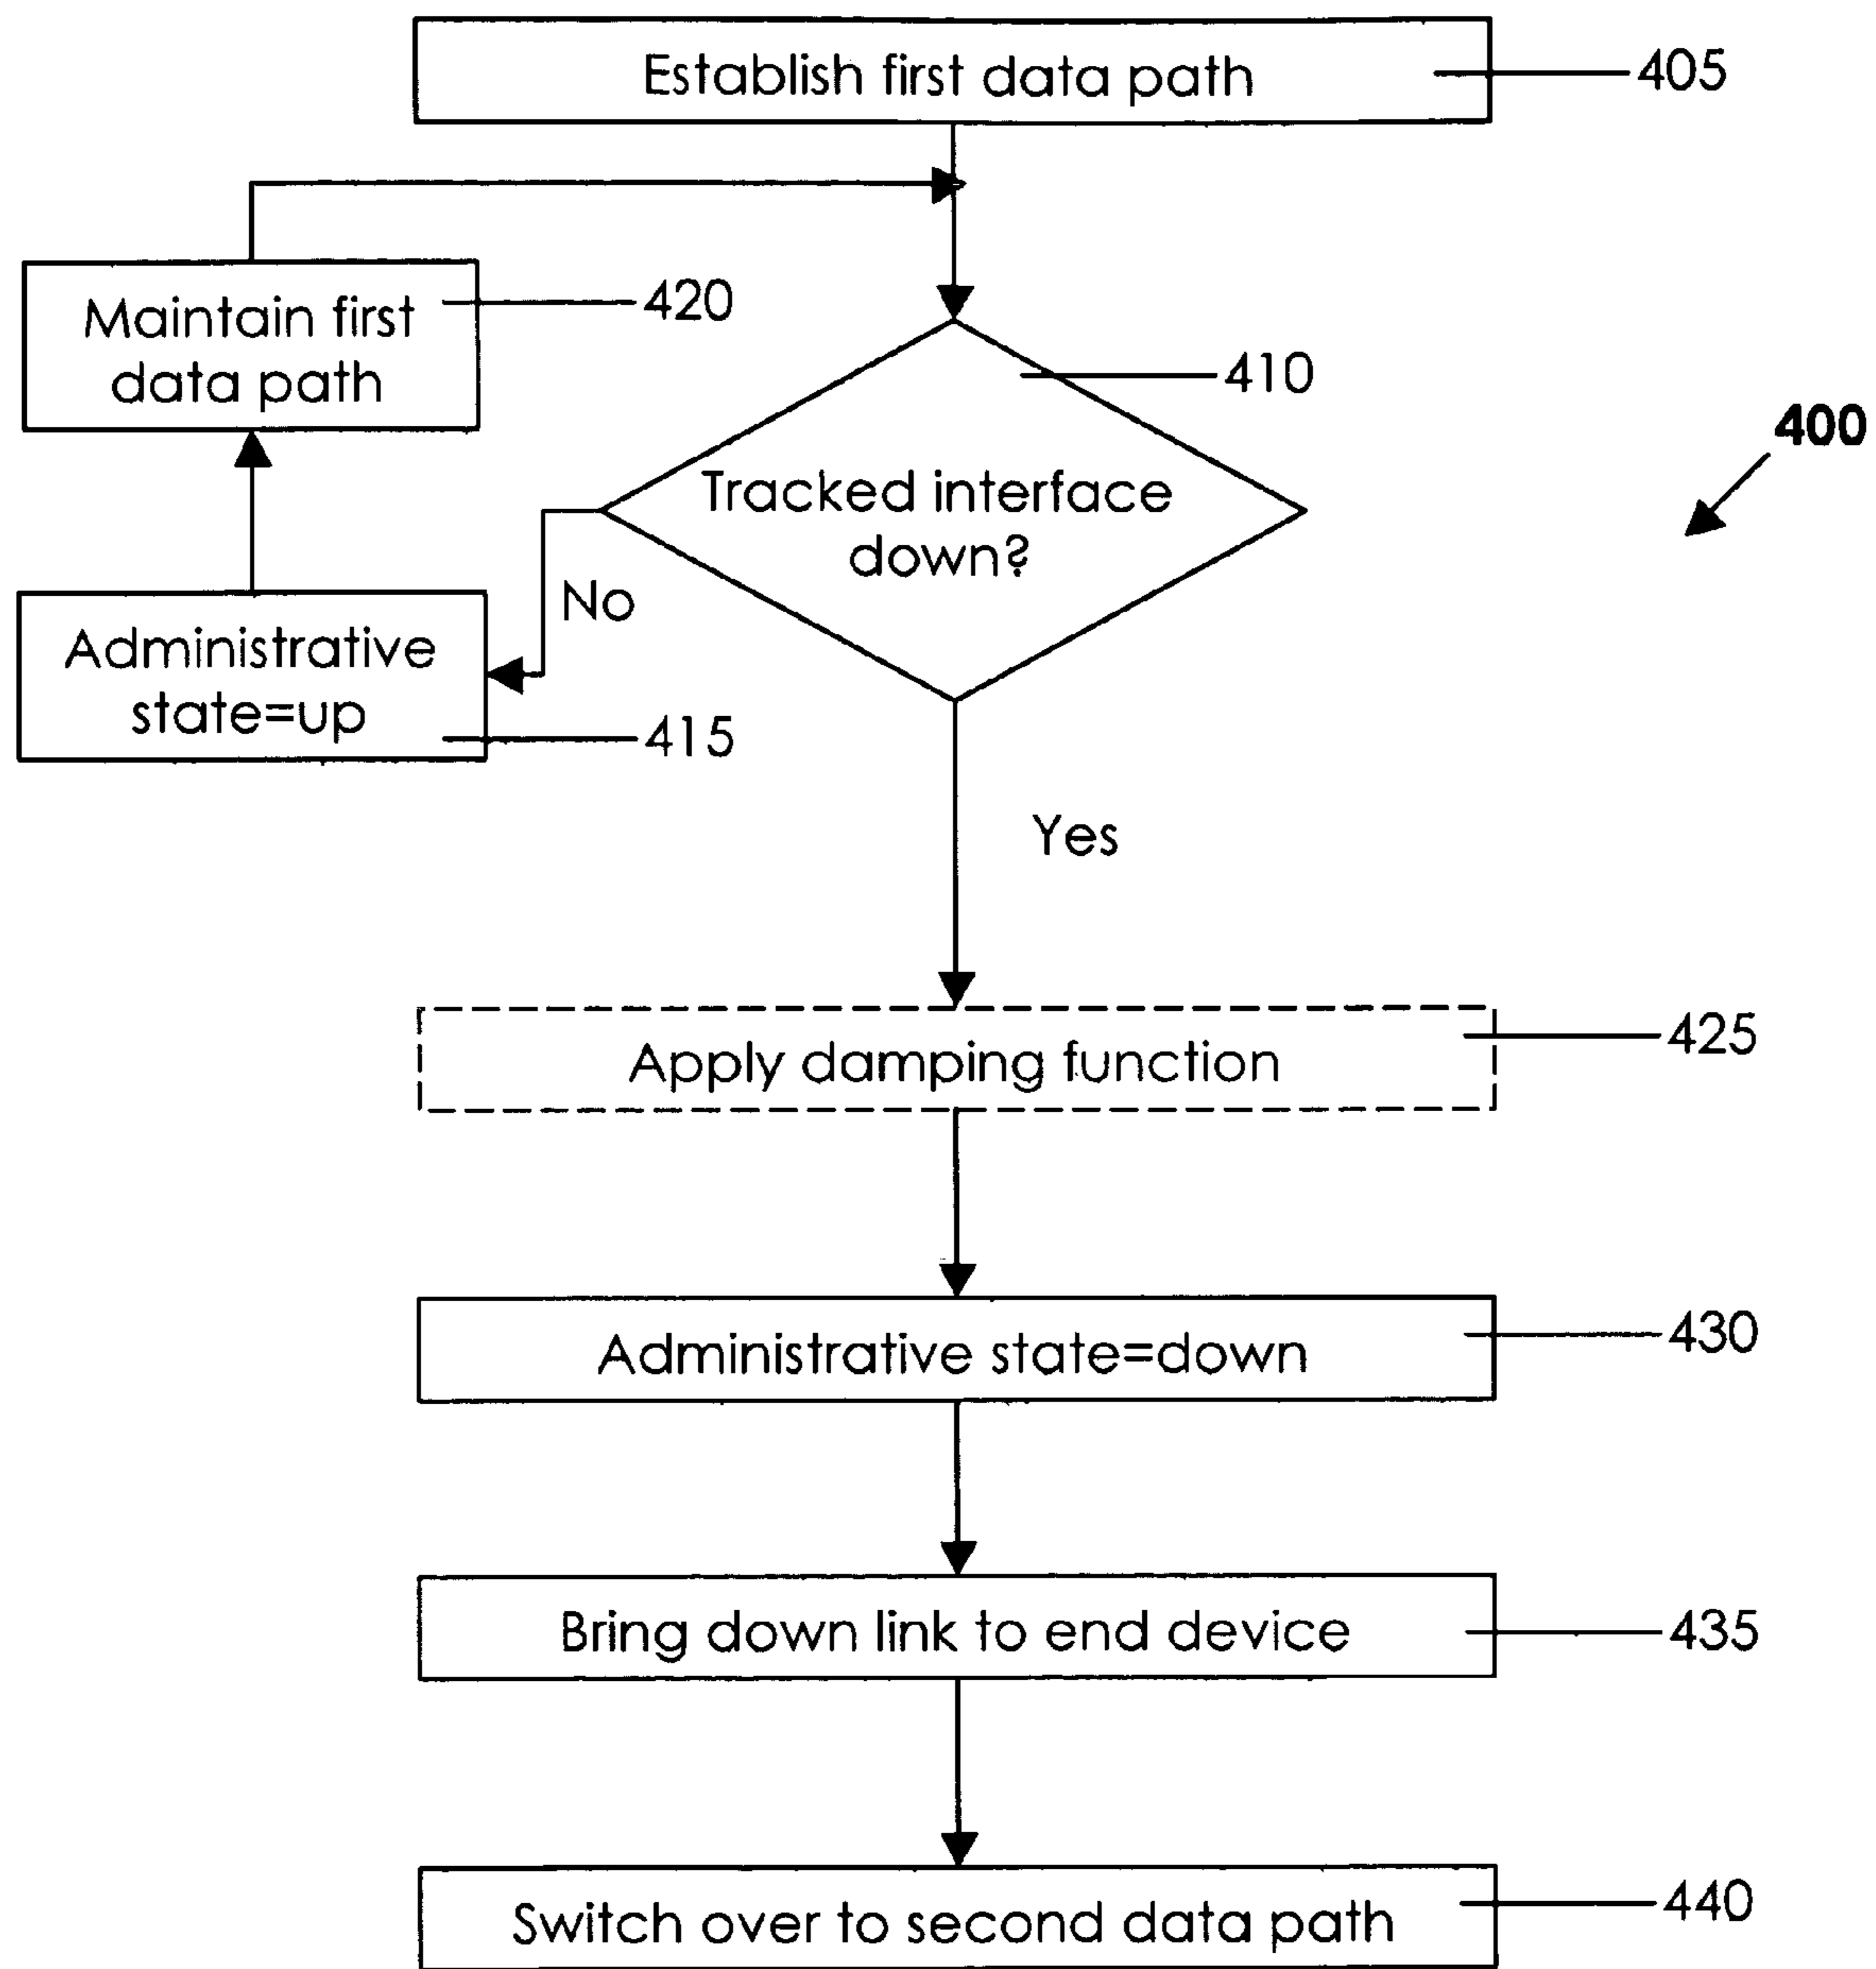 Establish first data path
405
Maintain first
data path
420
410
400
Tracked interface
down?
No
Administrative
state=up
415
Yes
Apply damping function
425
Administrative state=down
430
Bring down link to end device
435
Switch over to second data path
440